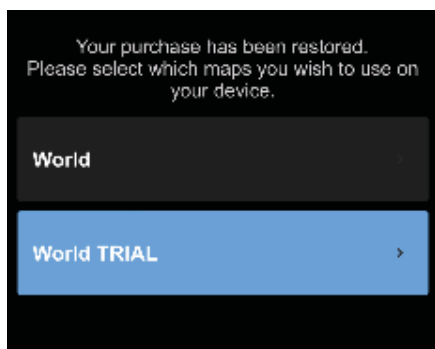 Your purchase has been restored.
Please select which maps you wish to use on
your device.
World
World TRIAL